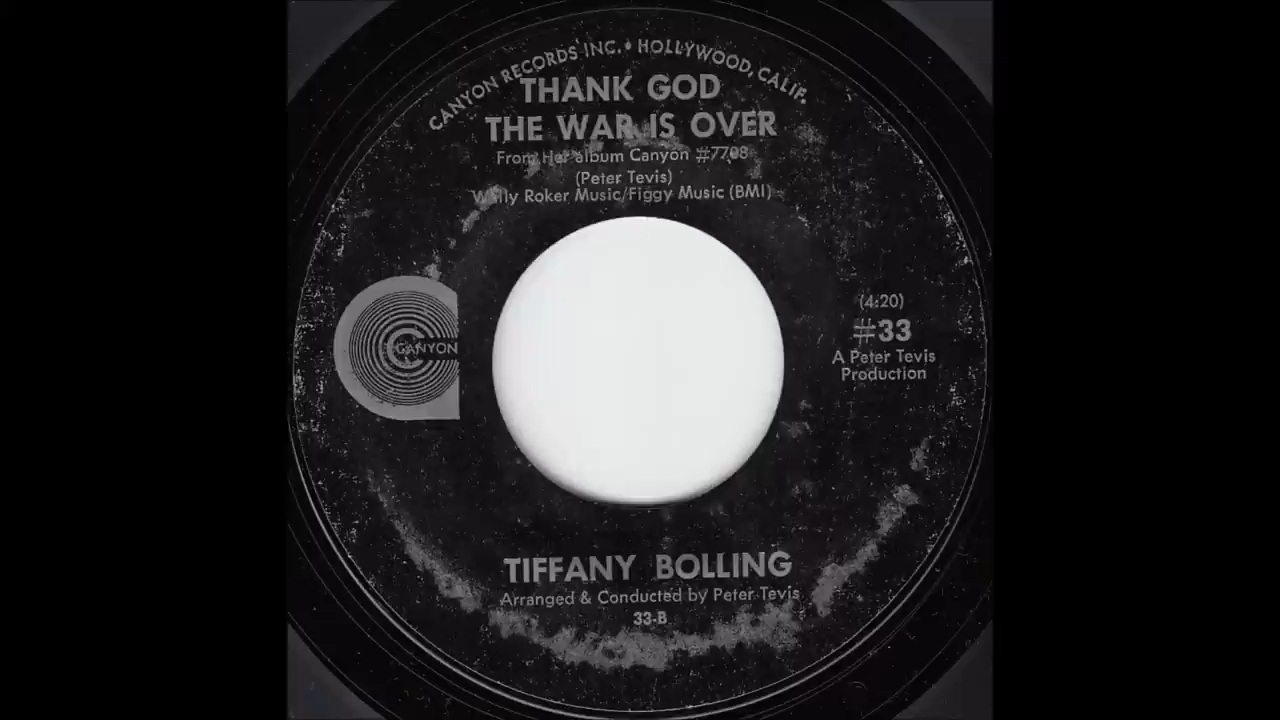 CANYON RECORDS INC. • HOLLYWOOD, CALIF.
THANK GOD
THE WAR IS OVER
From Her album Canyon #7708
(Peter Tevis)
Wally Roker Music/Figgy Music (BMI)
CANYON
(4:20)
#33
A Peter Tevis
Production
TIFFANY BOLLING
Arranged & Conducted by Peter Tevis
33-B